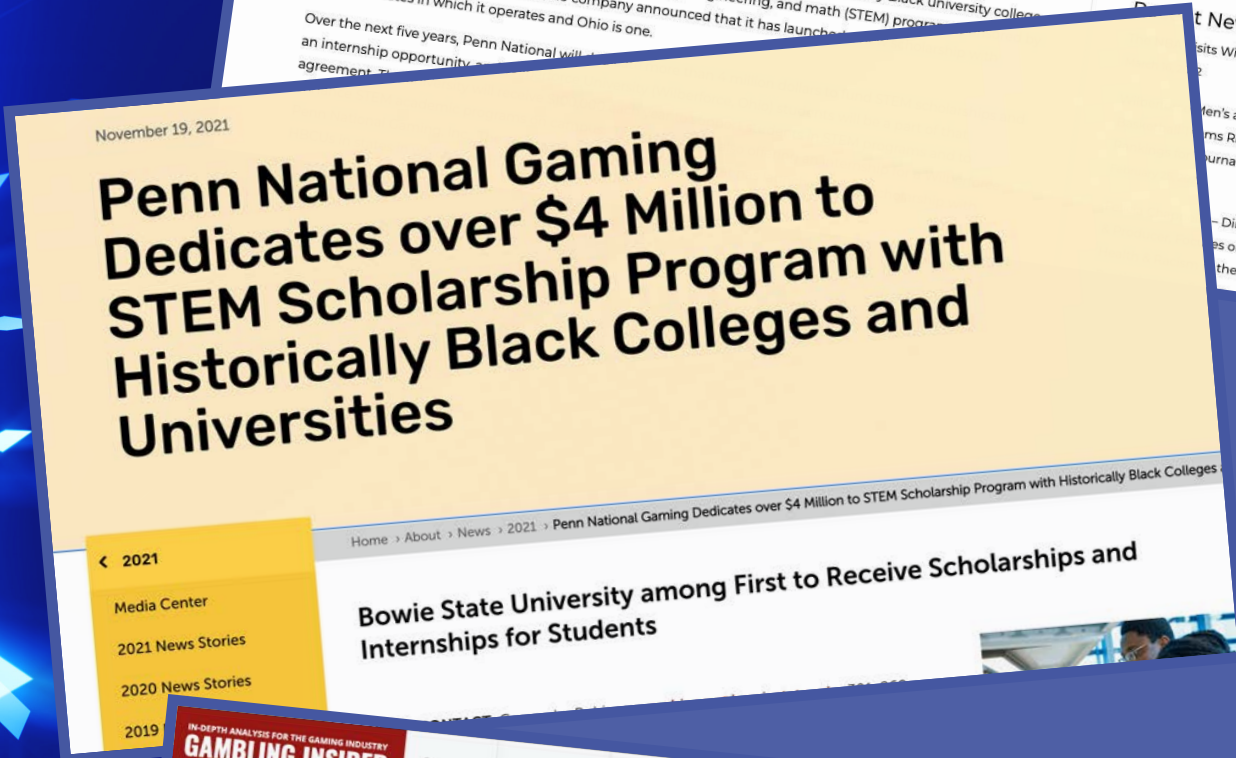 in which it operates and Ohio is one.
company announced that it has launched
and math (STEM)
university
Over the next five years, Penn National will
an internship opportunity
agreement.
November 19, 2021
Penn National Gaming
Dedicates over $4 Million to
STEM Scholarship Program with
Historically Black Colleges and
Universities
Home › About › News › 2021 › Penn National Gaming Dedicates over $4 Million to STEM Scholarship Program with Historically Black Colleges
‹ 2021
Media Center
2021 News Stories
2020 News Stories
2019
Bowie State University among First to Receive Scholarships and
Internships for Students
IN-DEPTH ANALYSIS FOR THE GAMING INDUSTRY
GAMBLING INSIDER